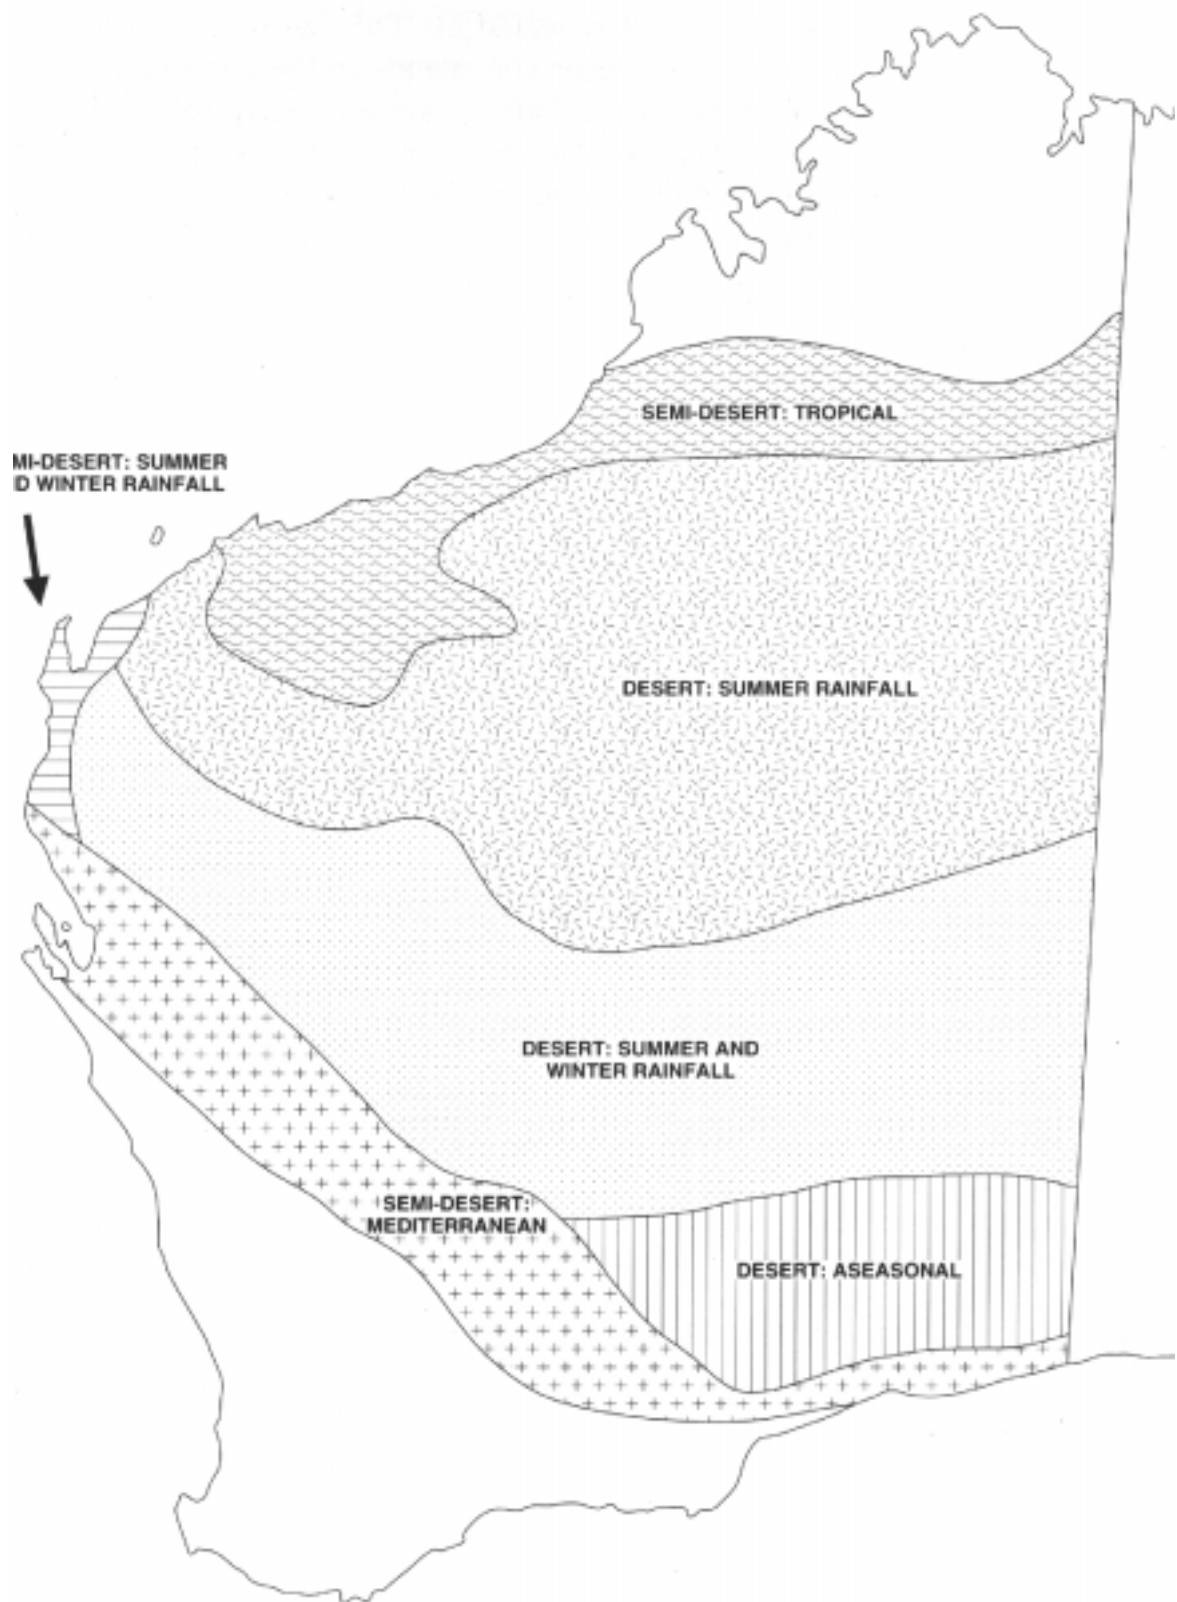 SEMI-DESERT: TROPICAL
MI-DESERT: SUMMER
D WINTER RAINFALL
DESERT: SUMMER RAINFALL
DESERT: SUMMER AND
WINTER RAINFALL
SEMI-DESERT:
MEDITERRANEAN
DESERT: ASEASONAL